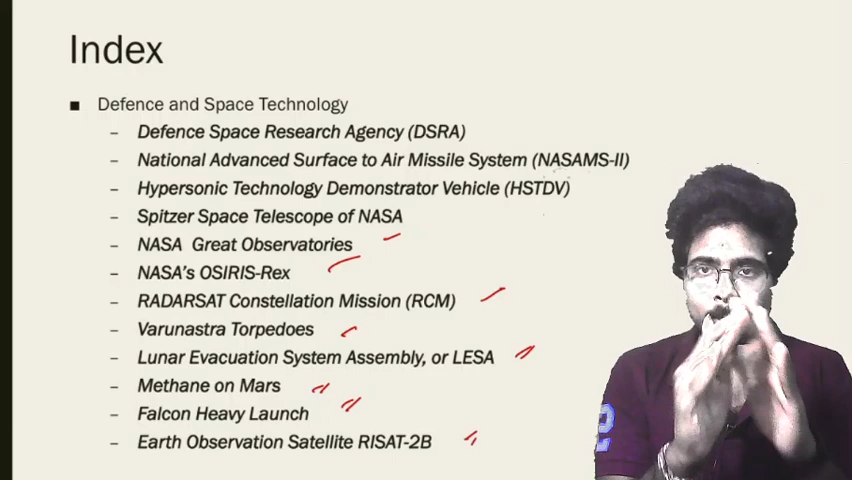 Index
■ Defence and Space Technology
– Defence Space Research Agency (DSRA)
– National Advanced Surface to Air Missile System (NASAMS-II)
– Hypersonic Technology Demonstrator Vehicle (HSTDV)
– Spitzer Space Telescope of NASA
– NASA Great Observatories
– NASA's OSIRIS-Rex
– RADARSAT Constellation Mission (RCM)
– Varunastra Torpedoes
– Lunar Evacuation System Assembly, or LESA
– Methane on Mars
– Falcon Heavy Launch
– Earth Observation Satellite RISAT-2B
2